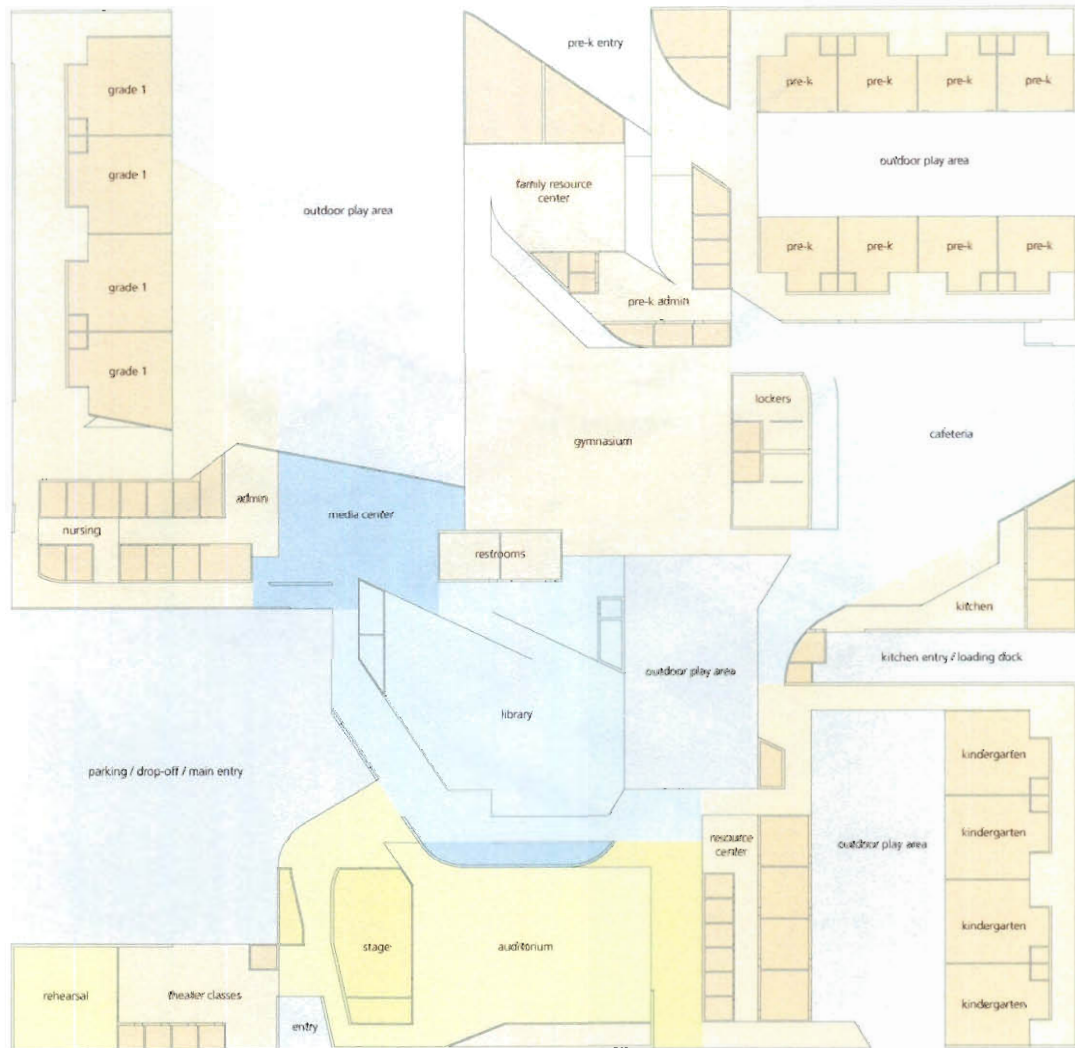 pre-k entry
grade 1
pre-k
pre-k
pre-k
pre-k
outdoor play area
grade 1
family resource
center
outdoor play area
pre-k
pre-k
pre-k
pre-k
grade 1
pre-k admin
grade 1
lockers
gymnasium
cafeteria
admin
media center
nursing
restrooms
kitchen
kitchen entry / loading dock
outdoor play area
library
parking / drop-off / main entry
kindergarten
resource
center
kindergarten
outdoor play area
kindergarten
stage
auditorium
rehearsal
theater classes
kindergarten
entry